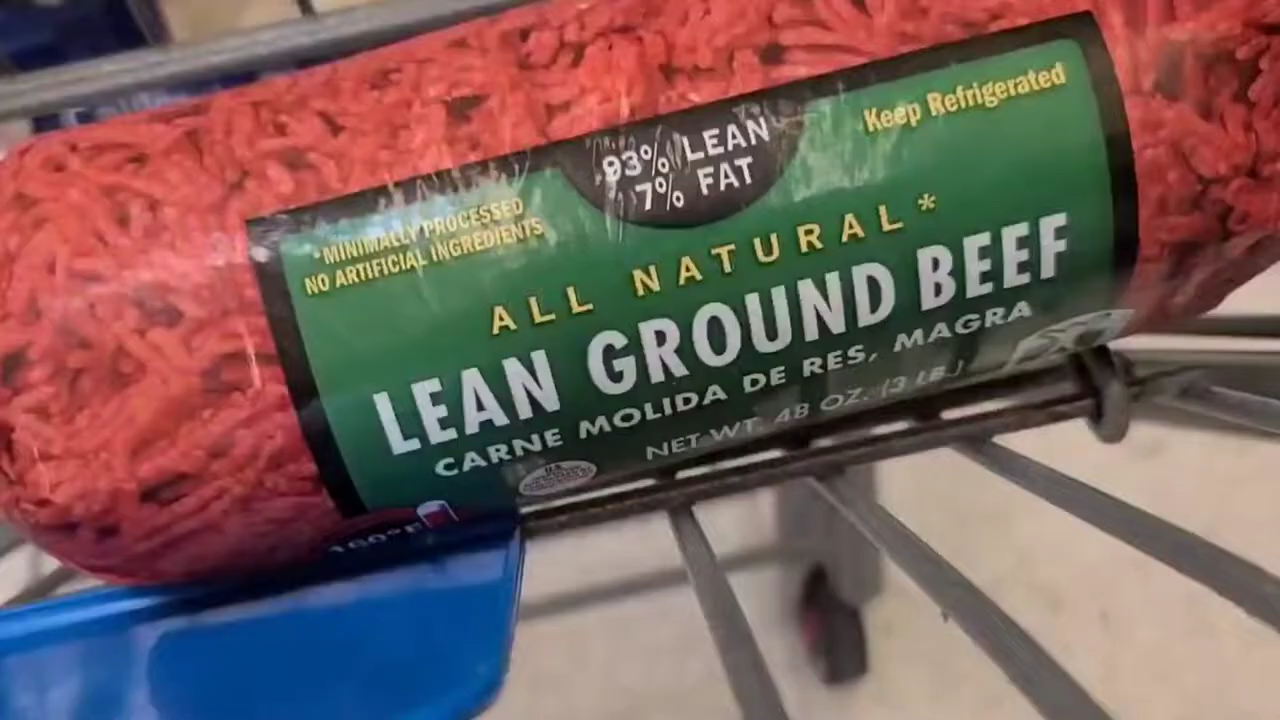 93% LEAN
7% FAT
Keep Refrigerated
*MINIMALLY PROCESSED
NO ARTIFICIAL INGREDIENTS
ALL NATURAL*
LEAN GROUND BEEF
CARNE MOLIDA DE RES, MAGRA
NET WT. 48 OZ. (3 LB.)
160°F